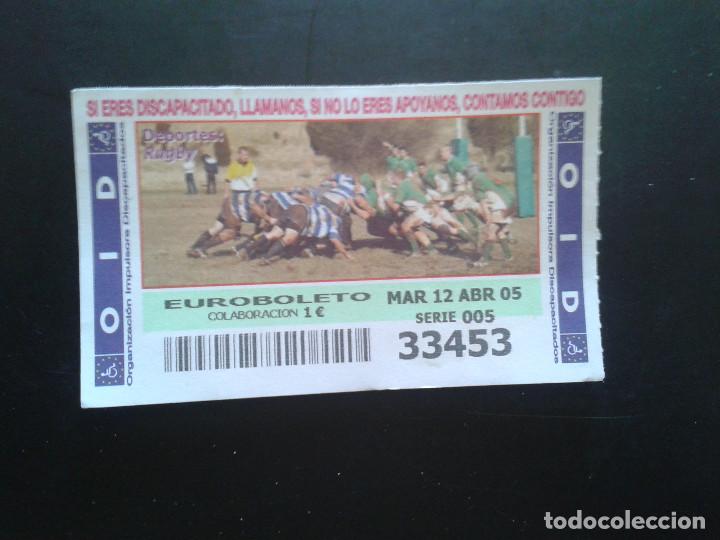 SI ERES DISCAPACITADO, LLAMANOS, SI NO LO ERES APOYANOS, CONTAMOS CONTIGO
OID
Organización Impulsora Discapacitados
Deportes:
Rugby
EUROBOLETO
COLABORACION 1 €
MAR 12 ABR 05
SERIE 005
33453
OID
Organización Impulsora Discapacitados
todocoleccion.net